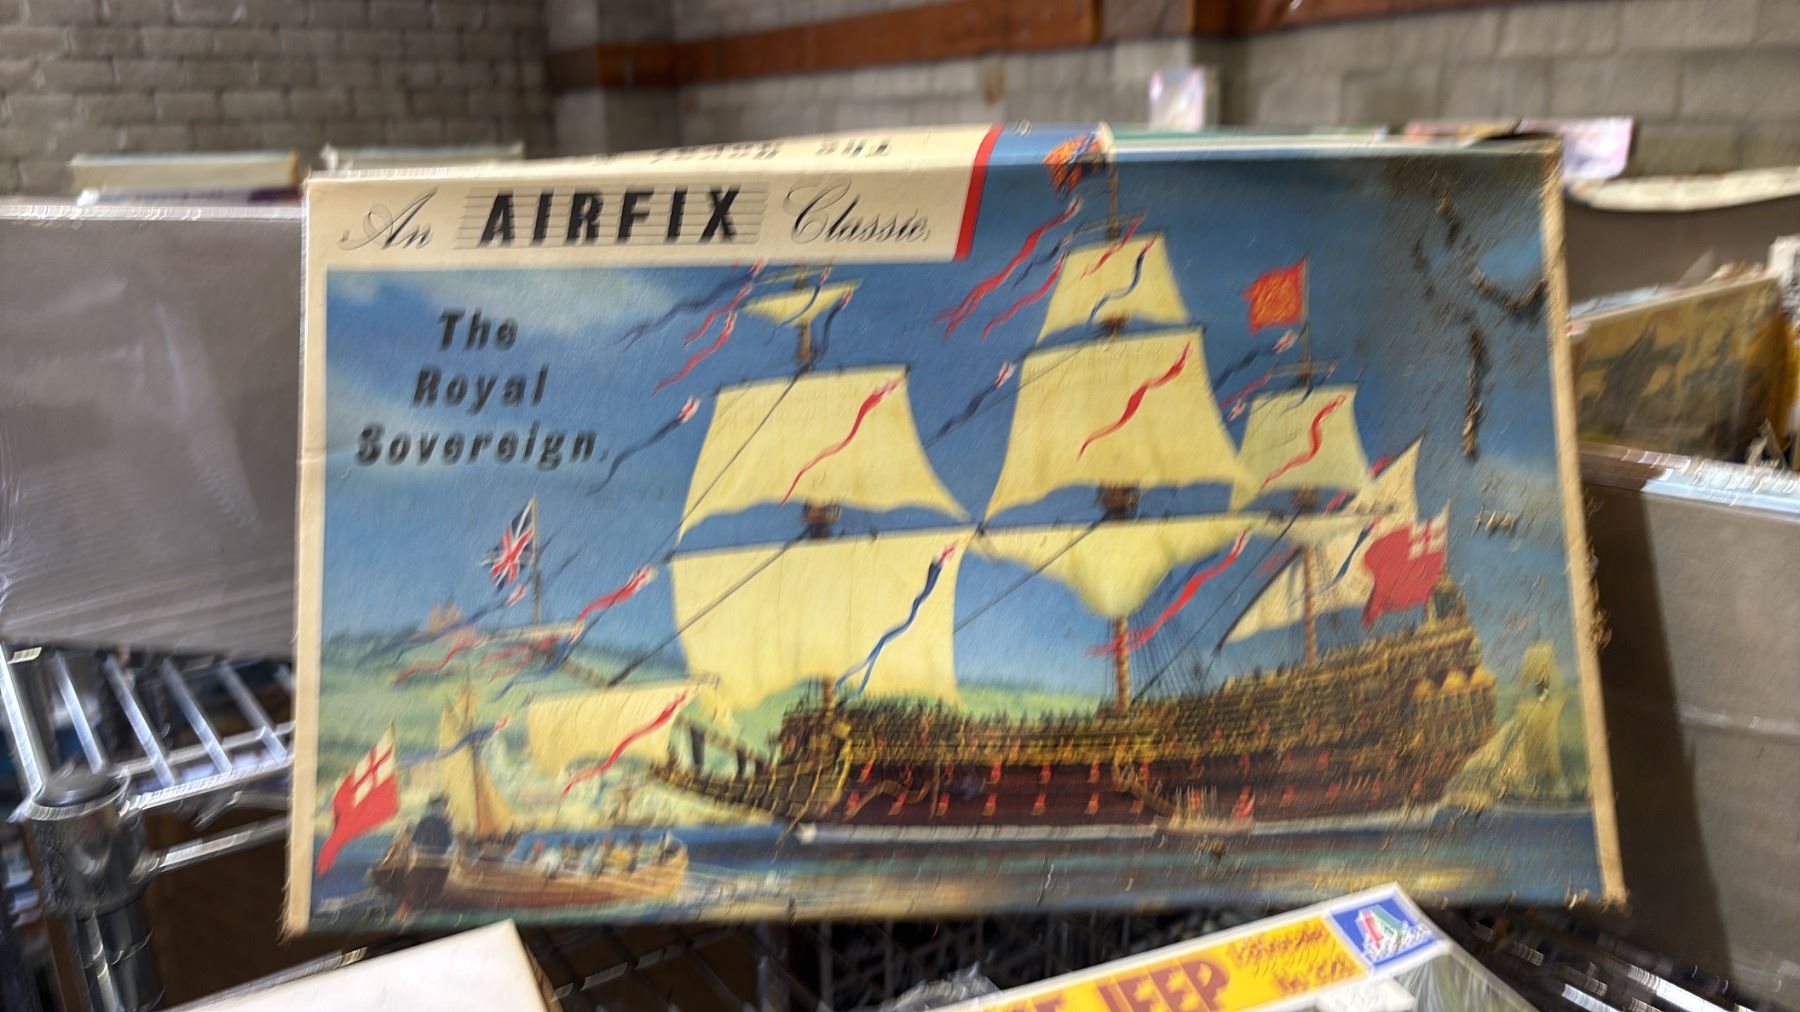 An AIRFIX Classic.
The
Royal
Sovereign.
JEEP